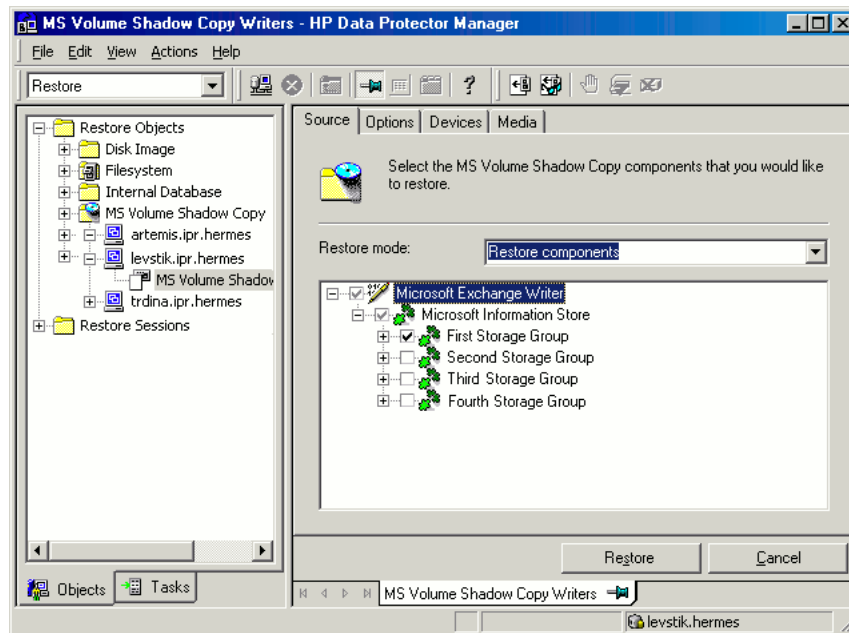 MS Volume Shadow Copy Writers - HP Data Protector Manager
File Edit View Actions Help
Restore
Restore Objects
Disk Image
Filesystem
Internal Database
MS Volume Shadow Copy
artemis.ipr.hermes
levstik.ipr.hermes
MS Volume Shadov
trdina.ipr.hermes
Restore Sessions
Objects
Tasks
Source Options Devices Media
Select the MS Volume Shadow Copy components that you would like
to restore.
Restore mode:
Restore components
Microsoft Exchange Writer
Microsoft Information Store
First Storage Group
Second Storage Group
Third Storage Group
Fourth Storage Group
Restore
Cancel
MS Volume Shadow Copy Writers
levstik.hermes